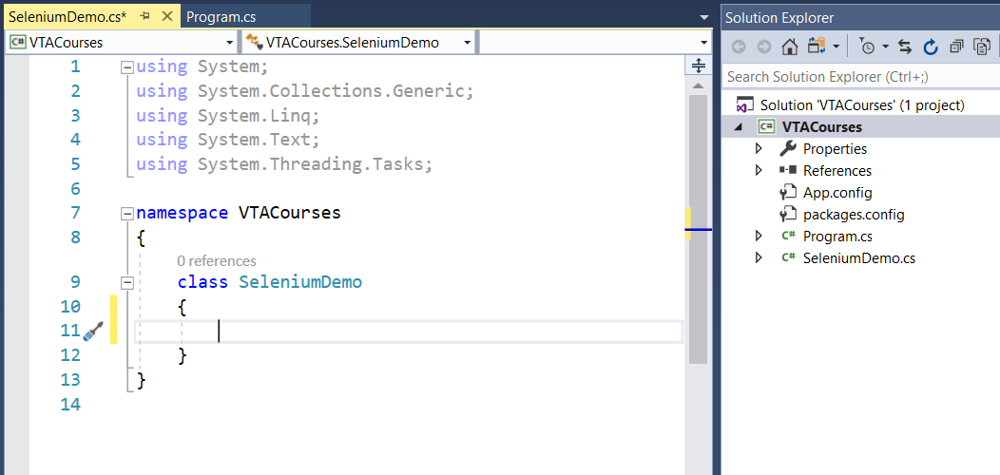 SeleniumDemo.cs*
Program.cs
VTACourses
VTACourses.SeleniumDemo
1 using System;
2 using System.Collections.Generic;
3 using System.Linq;
4 using System.Text;
5 using System.Threading.Tasks;
6
7 namespace VTACourses
8 {
0 references
9 class SeleniumDemo
10 {
11
12 }
13 }
14
Solution Explorer
Search Solution Explorer (Ctrl+;)
Solution 'VTACourses' (1 project)
C# VTACourses
Properties
References
App.config
packages.config
C# Program.cs
C# SeleniumDemo.cs